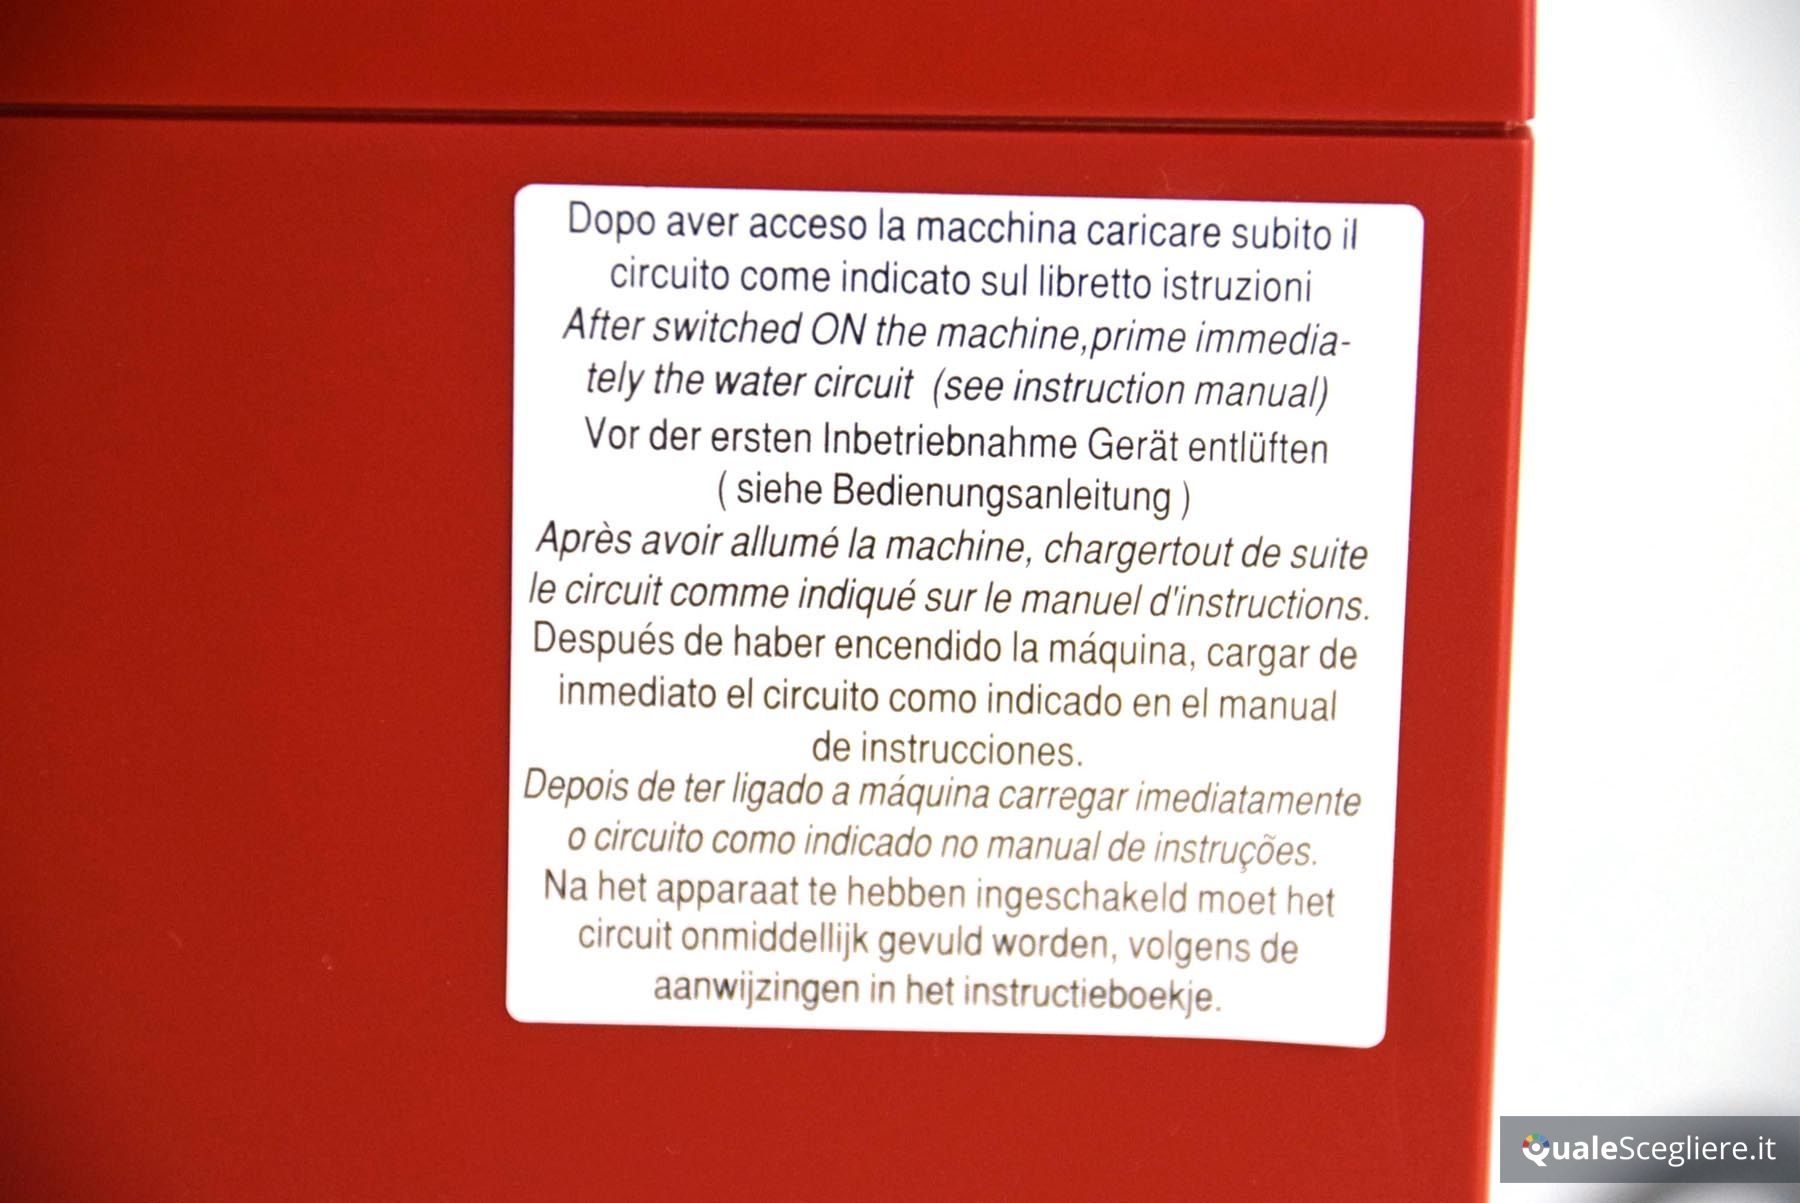 Dopo aver acceso la macchina caricare subito il
circuito come indicato sul libretto istruzioni
After switched ON the machine,prime immedia-
tely the water circuit (see instruction manual)
Vor der ersten Inbetriebnahme Gerät entlüften
( siehe Bedienungsanleitung )
Après avoir allumé la machine, chargertout de suite
le circuit comme indiqué sur le manuel d'instructions.
Después de haber encendido la máquina, cargar de
inmediato el circuito como indicado en el manual
de instrucciones.
Depois de ter ligado a máquina carregar imediatamente
o circuito como indicado no manual de instruções.
Na het apparaat te hebben ingeschakeld moet het
circuit onmiddellijk gevuld worden, volgens de
aanwijzingen in het instructieboekje.
QualeScegliere.it